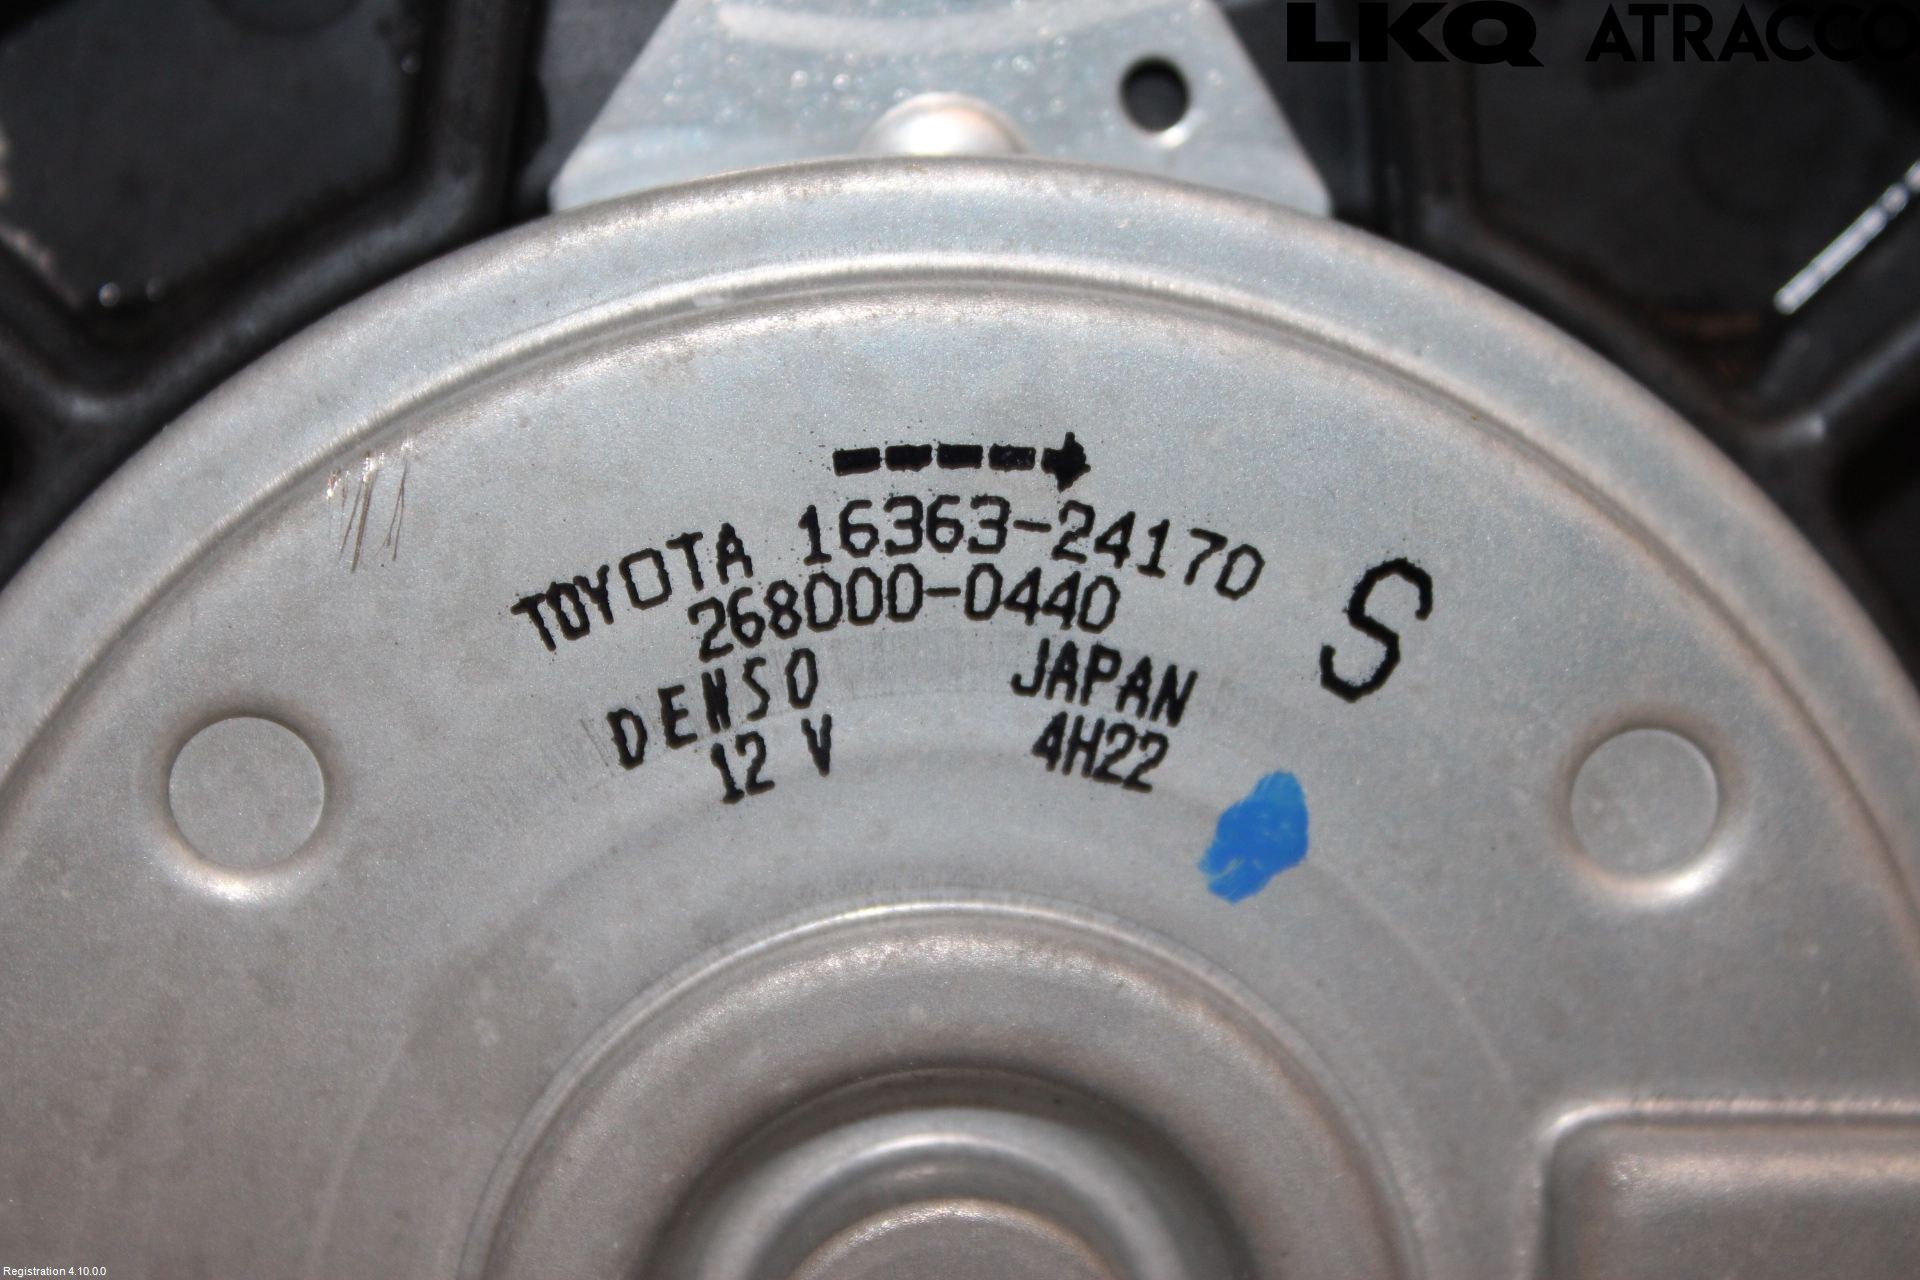 LKQ ATRACCO
TOYOTA 16363-24170
268000-0440
S
DENSO JAPAN
12 V 4H22
Registration 4.10.0.0